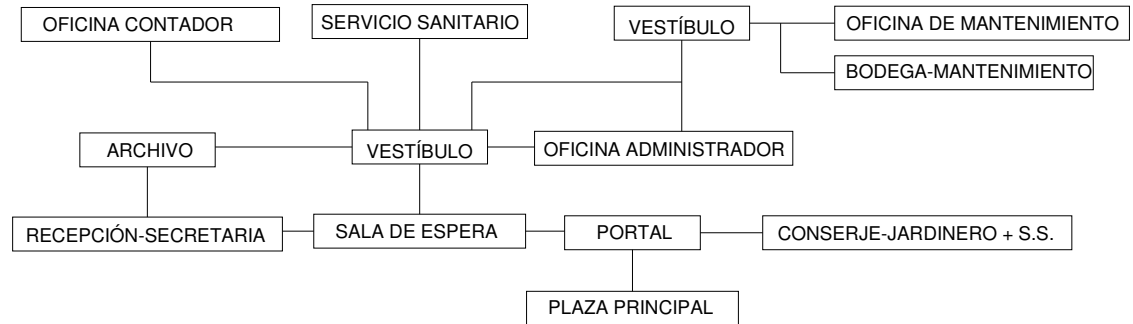 OFICINA CONTADOR
SERVICIO SANITARIO
VESTÍBULO
OFICINA DE MANTENIMIENTO
BODEGA-MANTENIMIENTO
ARCHIVO
VESTÍBULO
OFICINA ADMINISTRADOR
RECEPCIÓN-SECRETARIA
SALA DE ESPERA
PORTAL
CONSERJE-JARDINERO + S.S.
PLAZA PRINCIPAL